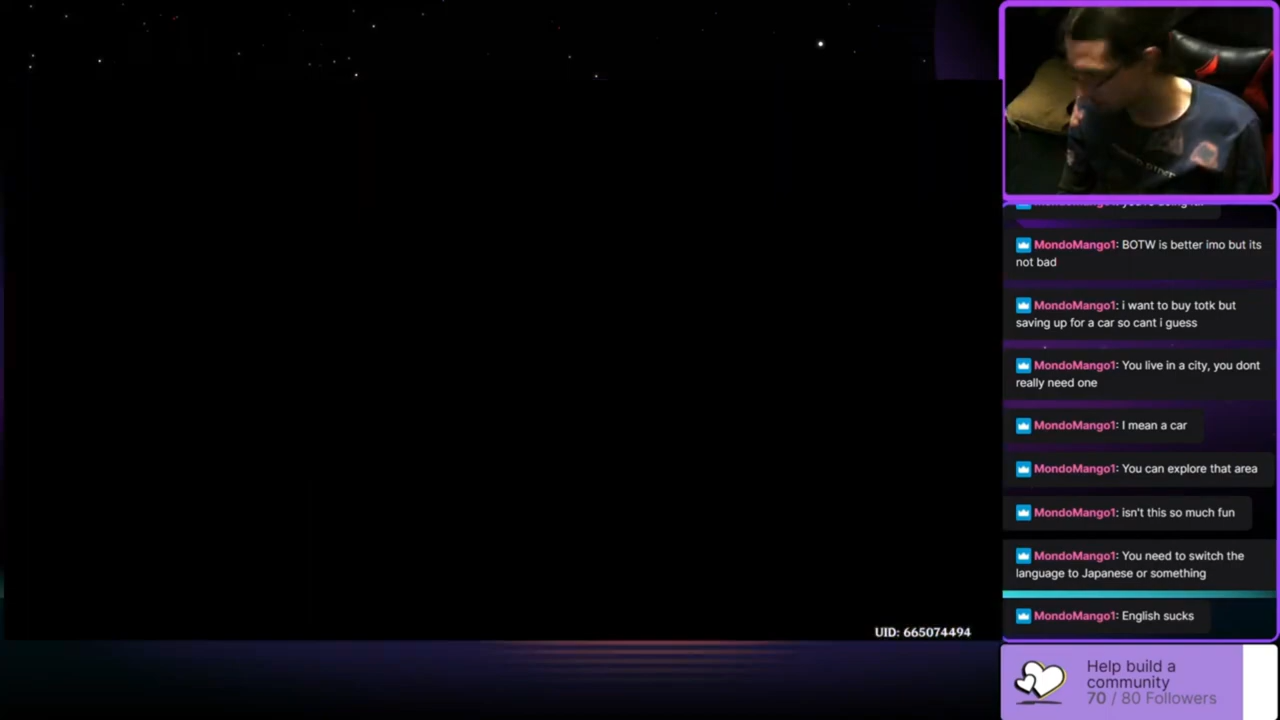 MondoMango1: BOTW is better imo but its
not bad
MondoMango1: i want to buy totk but
saving up for a car so cant i guess
MondoMango1: You live in a city, you dont
really need one
MondoMango1: I mean a car
MondoMango1: You can explore that area
MondoMango1: isn't this so much fun
MondoMango1: You need to switch the
language to Japanese or something
MondoMango1: English sucks
UID: 665074494
Help build a
community
70 / 80 Followers